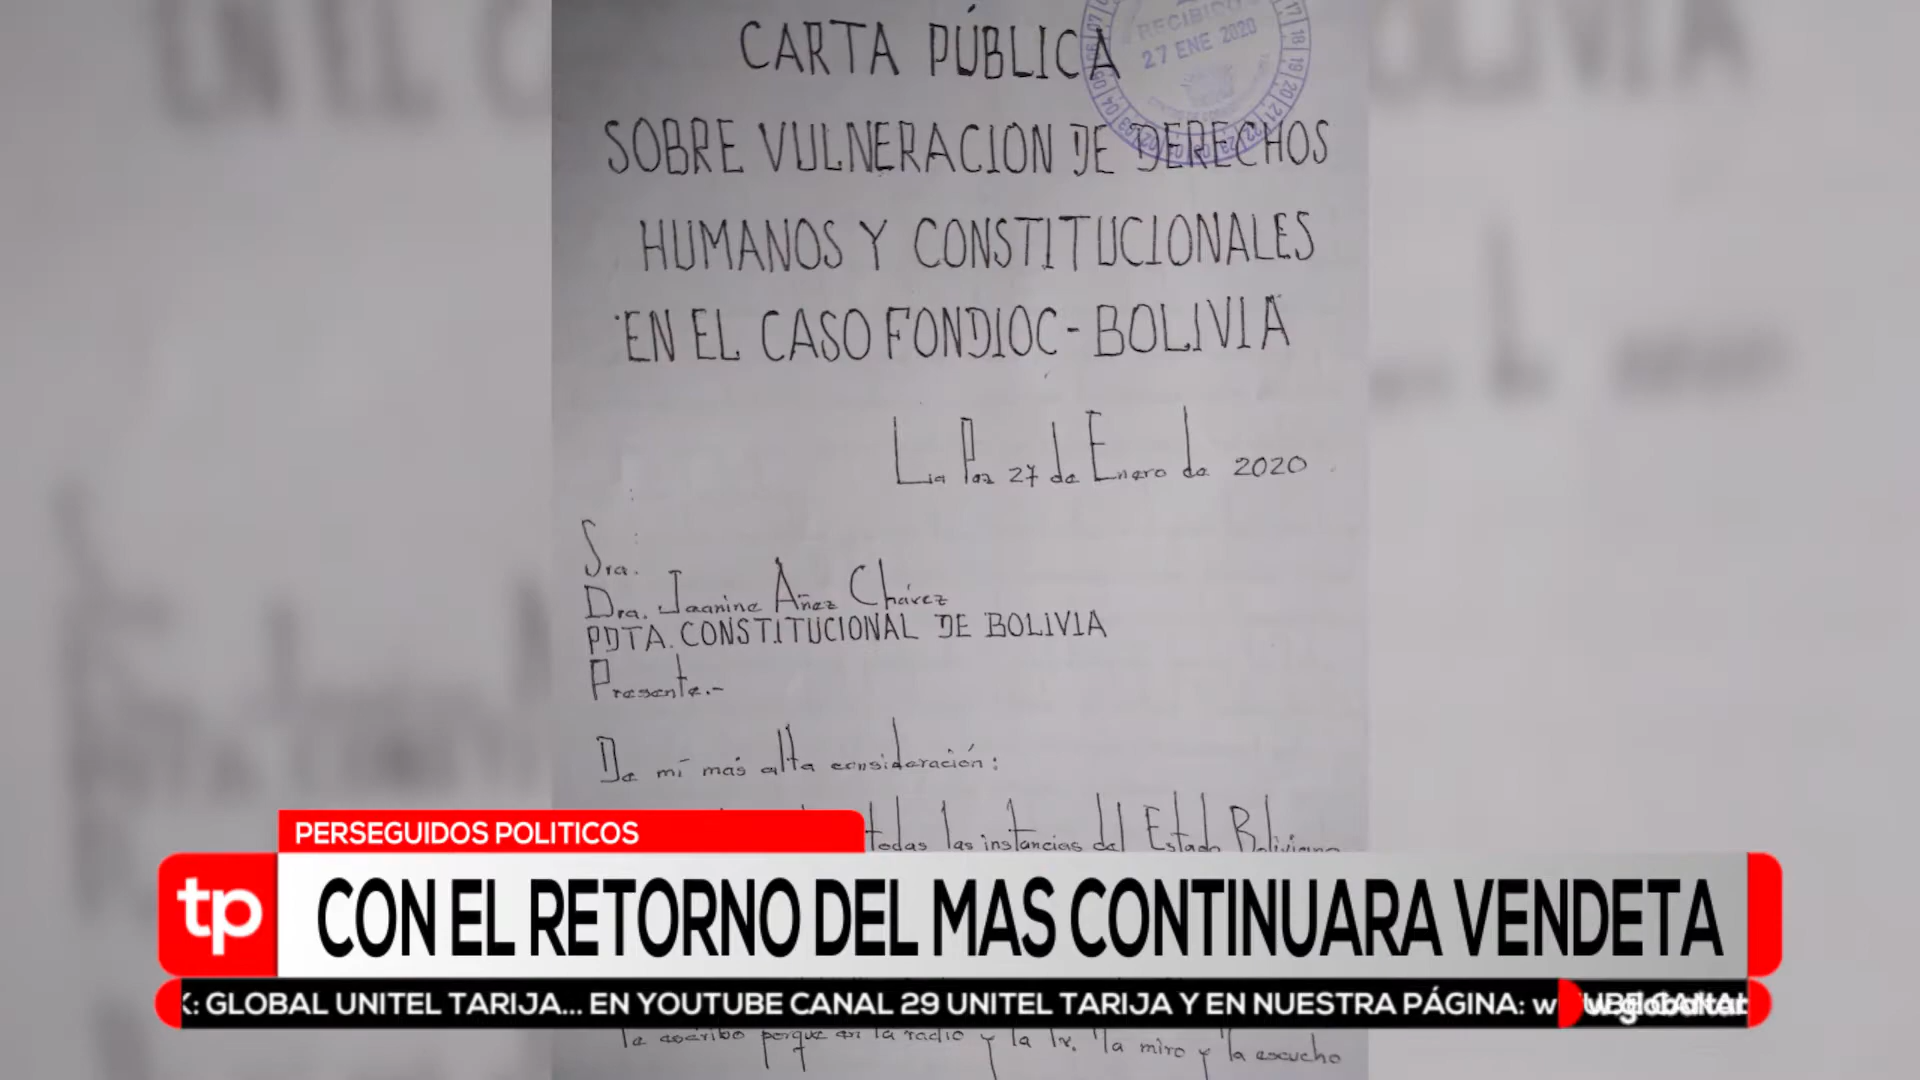 CARTA PÚBLICA
RECIBIDO
27 ENE 2020
SOBRE VULNERACION DE DERECHOS
HUMANOS Y CONSTITUCIONALES
EN EL CASO FONDIOC - BOLIVIA
La Paz 27 de Enero de 2020
Sra.
Dra. Jeanine Áñez Chávez
PDTA. CONSTITUCIONAL DE BOLIVIA
Presente.-
De mí más alta consideración:
todas las instancias del Estado Boliviano
PERSEGUIDOS POLITICOS
tp
CON EL RETORNO DEL MAS CONTINUARA VENDETA
K: GLOBAL UNITEL TARIJA... EN YOUTUBE CANAL 29 UNITEL TARIJA Y EN NUESTRA PÁGINA: w
le escribo porque en la radio y la tv. la miro y la escucho